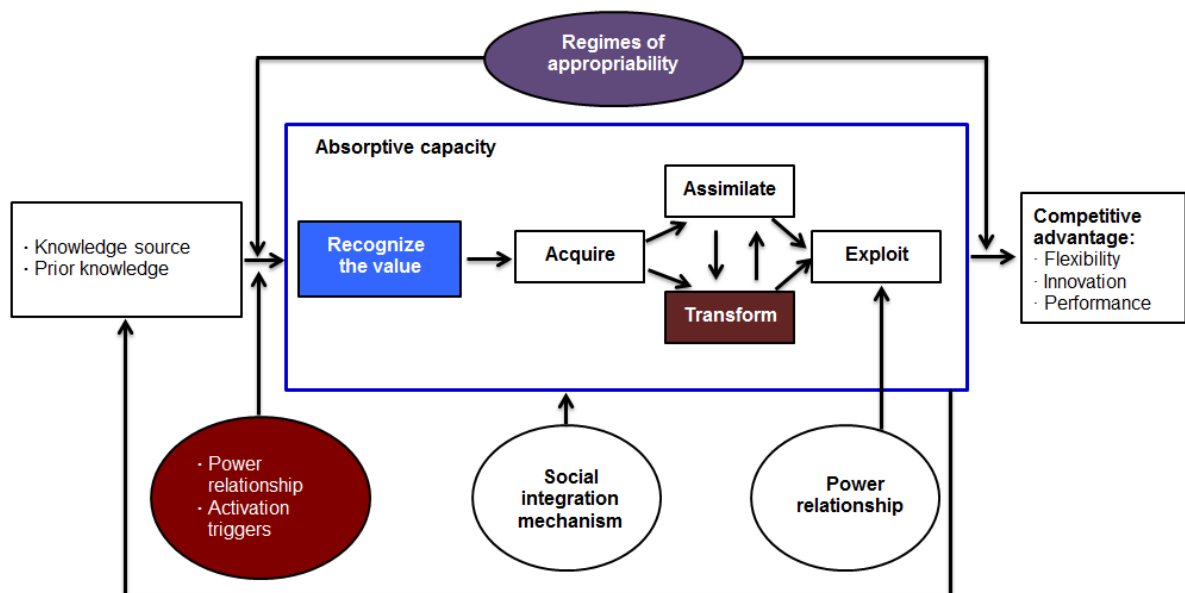 Regimes of
appropriability
Absorptive capacity
Assimilate
· Knowledge source
· Prior knowledge
Recognize
the value
Acquire
Exploit
Transform
Competitive
advantage:
· Flexibility
· Innovation
· Performance
· Power
relationship
· Activation
triggers
Social
integration
mechanism
Power
relationship